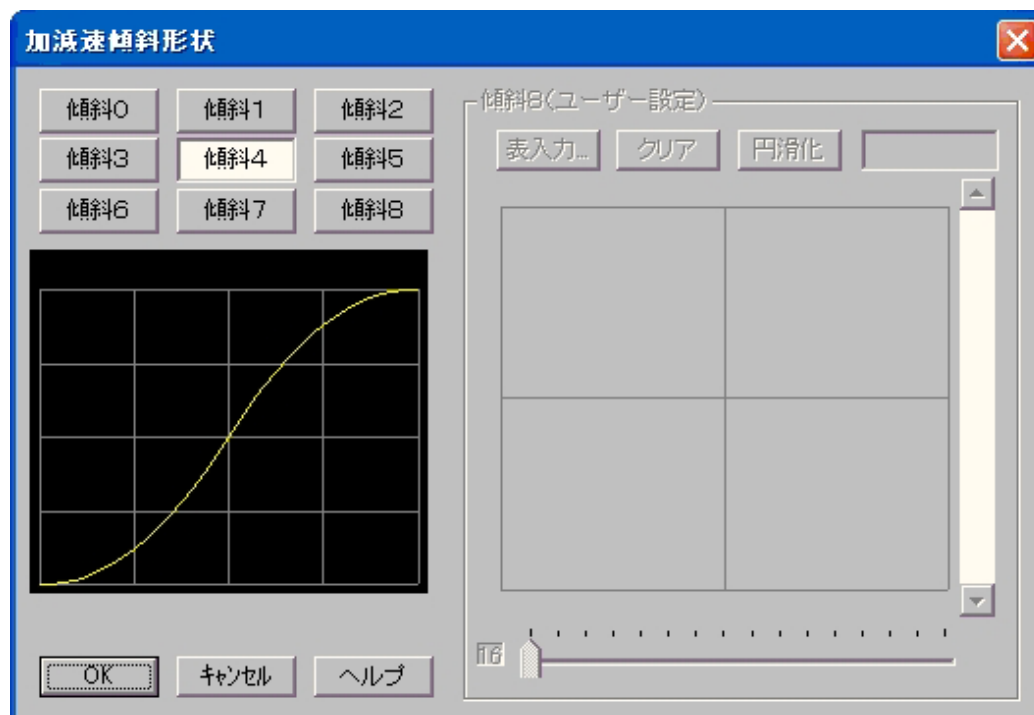 加減速傾斜形状
傾斜0 傾斜1 傾斜2
傾斜3 傾斜4 傾斜5
傾斜6 傾斜7 傾斜8
傾斜8(ユーザー設定)
表入力... クリア 円滑化
16
OK キャンセル ヘルプ